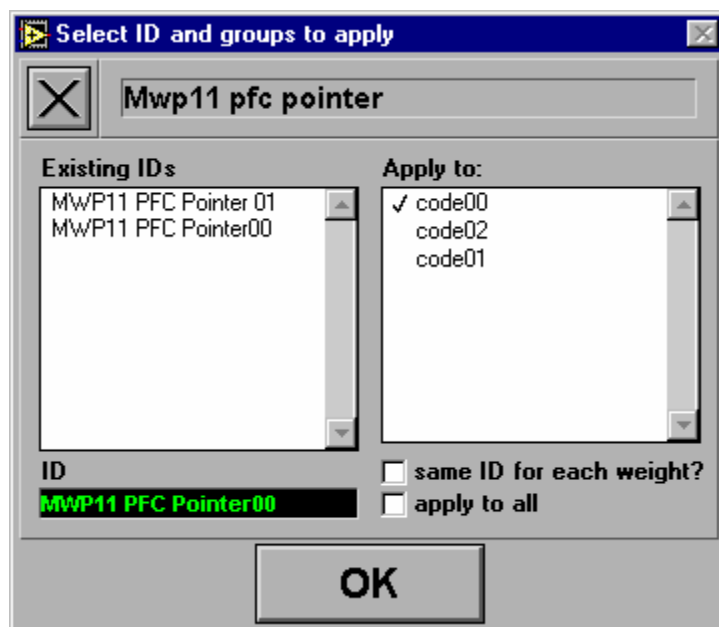 Select ID and groups to apply
Mwp11 pfc pointer
Existing IDs
MWP11 PFC Pointer 01
MWP11 PFC Pointer00
Apply to:
code00
code02
code01
ID
MWP11 PFC Pointer00
same ID for each weight?
apply to all
OK